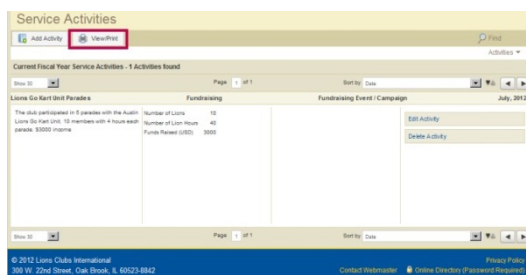 Service Activities
Add Activity View/Print Find
Activities
Current Fiscal Year Service Activities - 1 Activities found
Show 50 Page 1 of 1 Sort by Date
Lions Go Kart Unit Parades Fundraising Fundraising Event / Campaign July, 2012
The club participated in 5 parades with the Austin
Lions Go Kart Unit. 10 members with 4 hours each
parade. $3000 income
Number of Lions 10
Number of Lion Hours 40
Funds Raised (USD) 3000
Edit Activity
Delete Activity
Show 50 Page 1 of 1 Sort by Date
© 2012 Lions Clubs International Privacy Policy
300 W. 22nd Street, Oak Brook, IL 60523-8842 Contact Webmaster Online Directory (Password Required)